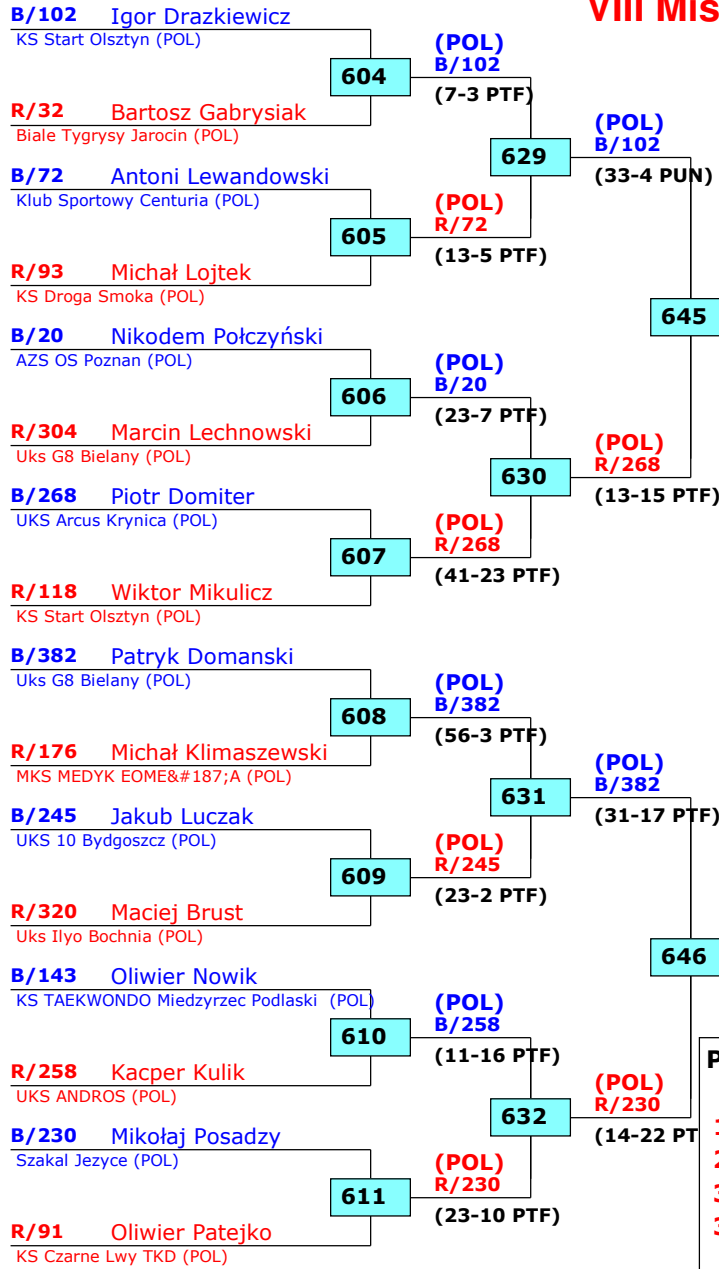 VIII Mis
B/102 Igor Drazkiewicz
KS Start Olsztyn (POL)
604
(POL)
B/102
(7-3 PTF)
R/32 Bartosz Gabrysiak
Biale Tygrysy Jarocin (POL)
629
(POL)
B/102
(33-4 PUN)
B/72 Antoni Lewandowski
Klub Sportowy Centuria (POL)
605
(POL)
R/72
(13-5 PTF)
R/93 Michał Lojtek
KS Droga Smoka (POL)
645
B/20 Nikodem Połczyński
AZS OS Poznan (POL)
606
(POL)
B/20
(23-7 PTF)
R/304 Marcin Lechnowski
Uks G8 Bielany (POL)
630
(POL)
R/268
(13-15 PTF)
B/268 Piotr Domiter
UKS Arcus Krynica (POL)
607
(POL)
R/268
(41-23 PTF)
R/118 Wiktor Mikulicz
KS Start Olsztyn (POL)
B/382 Patryk Domanski
Uks G8 Bielany (POL)
608
(POL)
B/382
(56-3 PTF)
R/176 Michał Klimaszewski
MKS MEDYK EOME&#187;A (POL)
631
(POL)
B/382
(31-17 PTF)
B/245 Jakub Luczak
UKS 10 Bydgoszcz (POL)
609
(POL)
R/245
(23-2 PTF)
R/320 Maciej Brust
Uks Ilyo Bochnia (POL)
646
B/143 Oliwier Nowik
KS TAEKWONDO Miedzyrzec Podlaski (POL)
610
(POL)
B/258
(11-16 PTF)
R/258 Kacper Kulik
UKS ANDROS (POL)
632
(POL)
R/230
(14-22 PT
P
B/230 Mikołaj Posadzy
Szakal Jezyce (POL)
611
(POL)
R/230
(23-10 PTF)
R/91 Oliwier Patejko
KS Czarne Lwy TKD (POL)